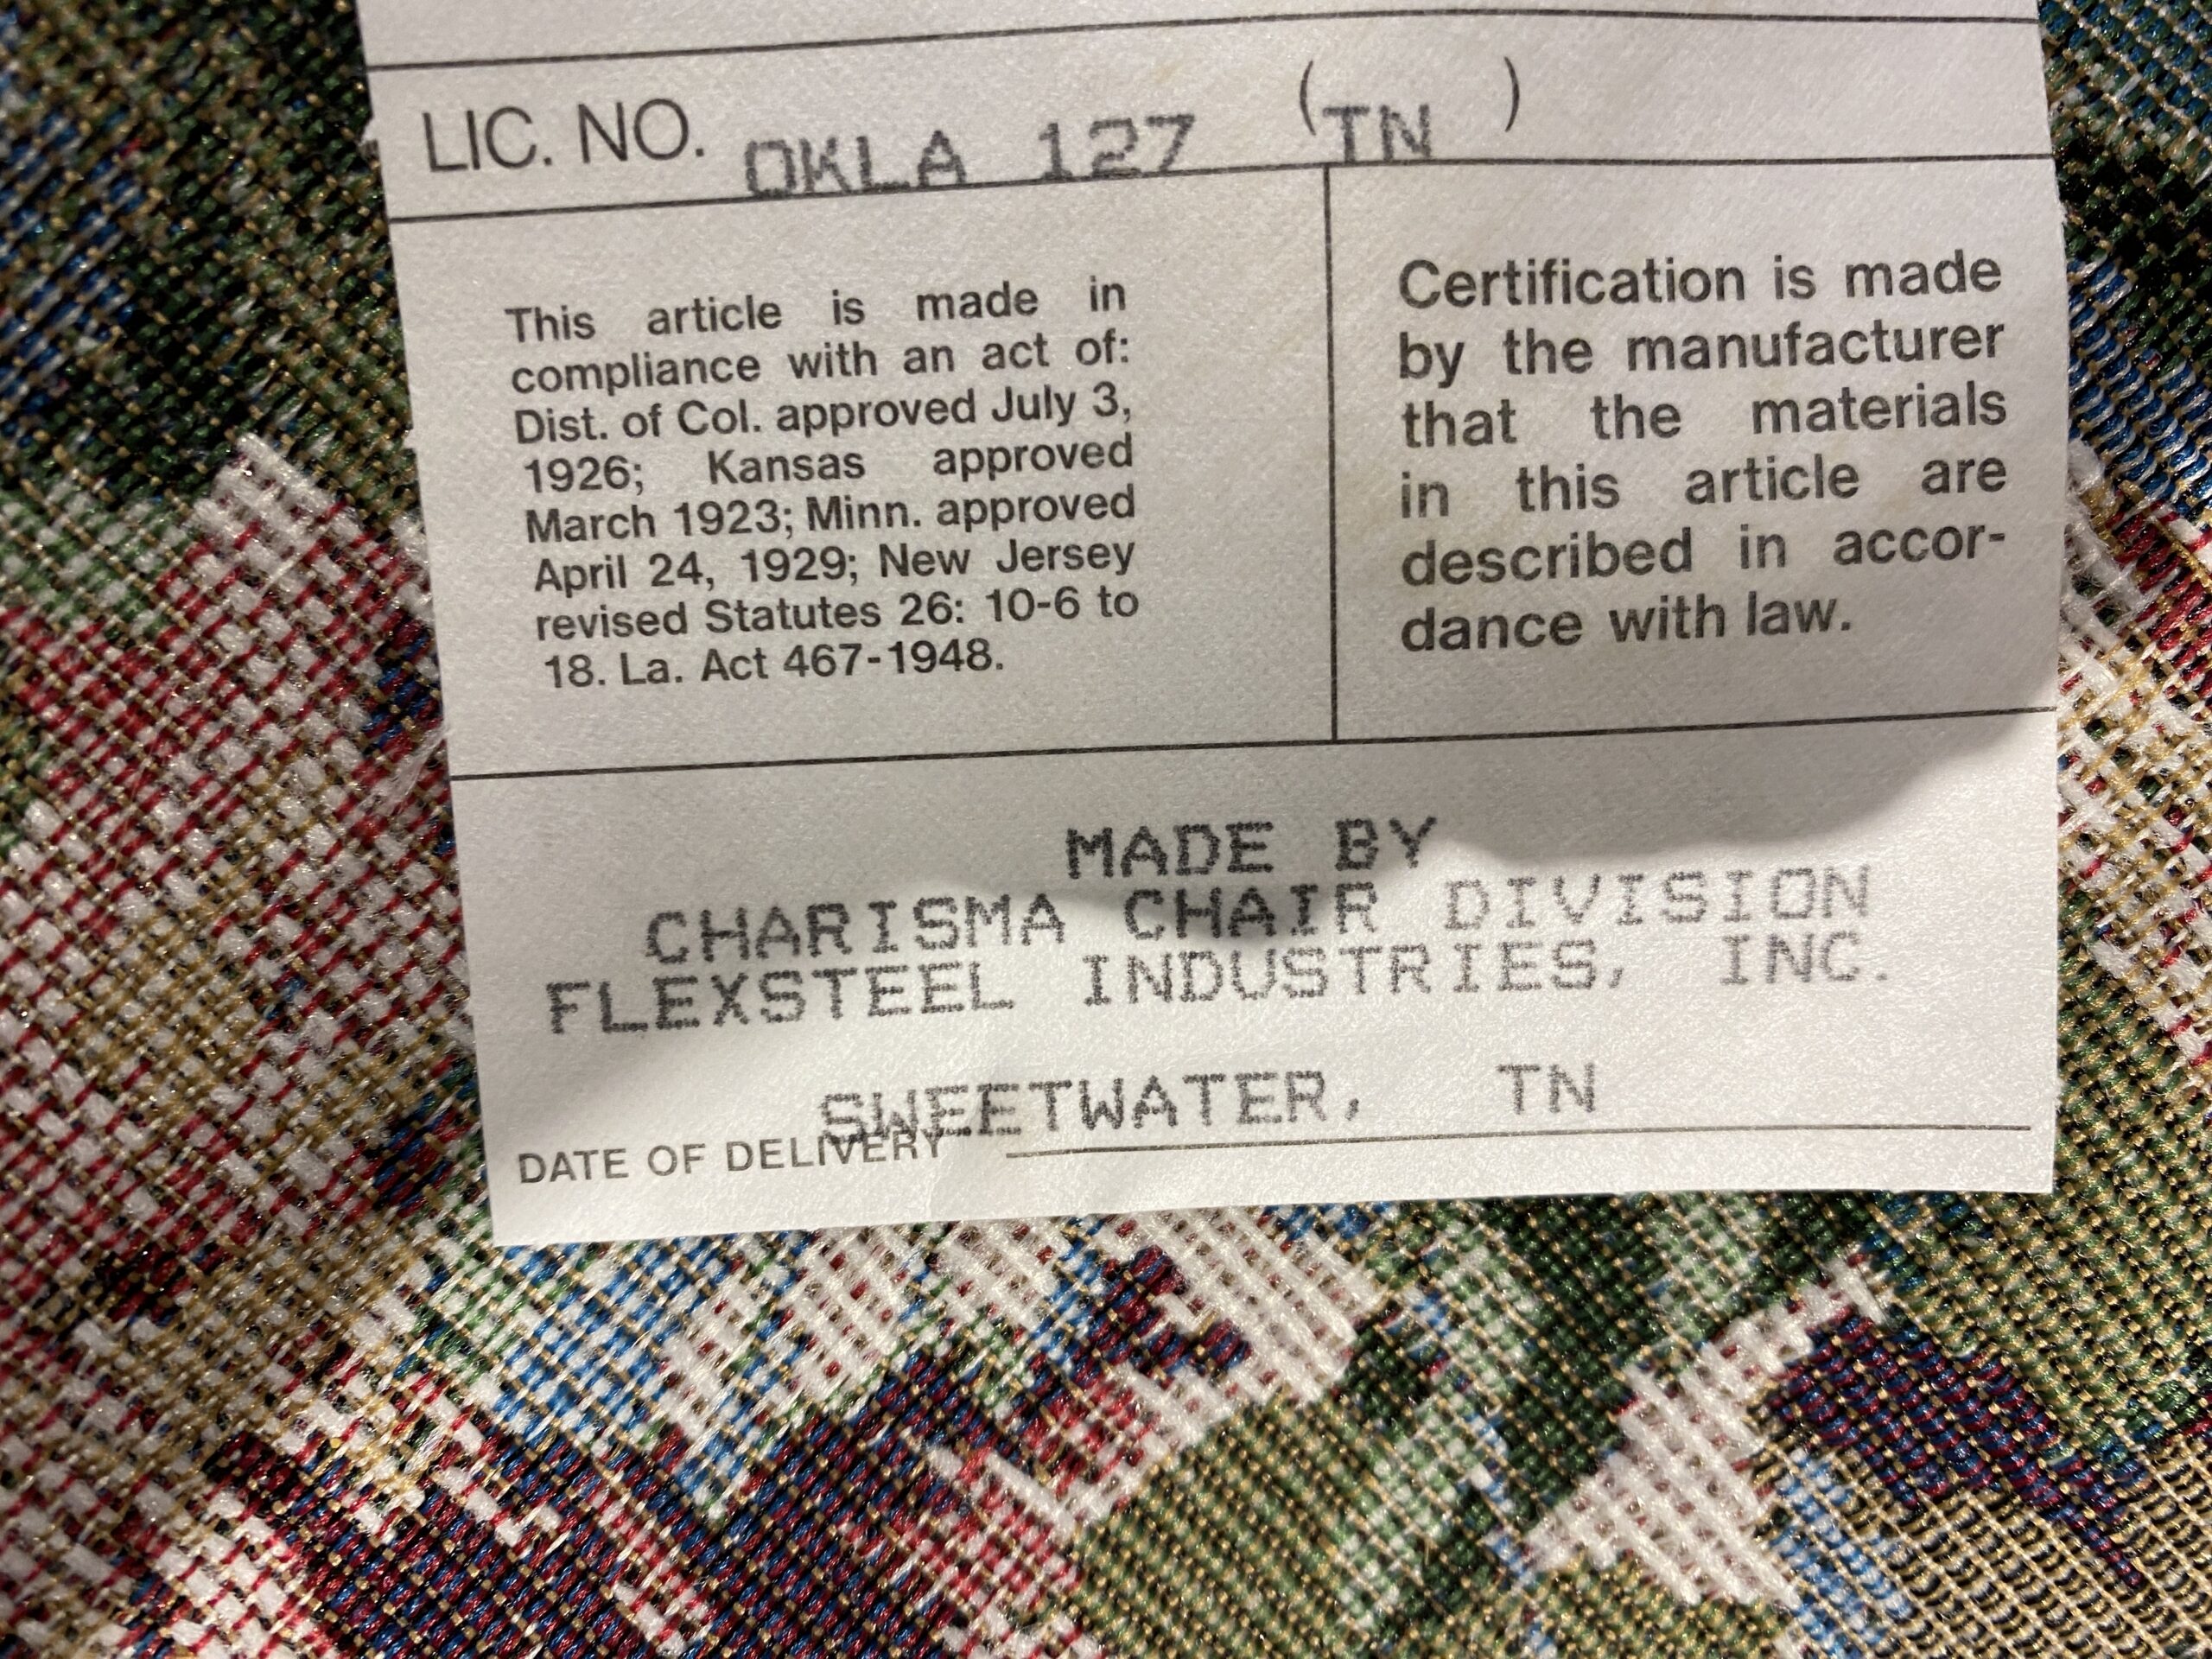 LIC. NO. OKLA 127 (TN )
This article is made in
compliance with an act of:
Dist. of Col. approved July 3,
1926; Kansas approved
March 1923; Minn. approved
April 24, 1929; New Jersey
revised Statutes 26: 10-6 to
18. La. Act 467-1948.
Certification is made
by the manufacturer
that the materials
in this article are
described in accor-
dance with law.
MADE BY
CHARISMA CHAIR DIVISION
FLEXSTEEL INDUSTRIES, INC.
SWEETWATER, TN
DATE OF DELIVERY